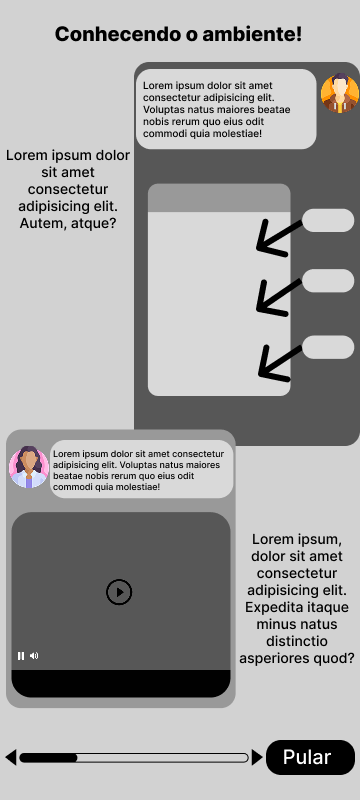 Conhecendo o ambiente!
Lorem ipsum dolor sit amet
consectetur adipisicing elit.
Voluptas natus maiores beatae
nobis rerum quo eius odit
commodi quia molestiae!
Lorem ipsum dolor
sit amet
consectetur
adipisicing elit.
Autem, atque?
Lorem ipsum dolor sit amet consectetur
adipisicing elit. Voluptas natus maiores
beatae nobis rerum quo eius odit
commodi quia molestiae!
Lorem ipsum,
dolor sit amet
consectetur
adipisicing elit.
Expedita itaque
minus natus
distinctio
asperiores quod?
Pular